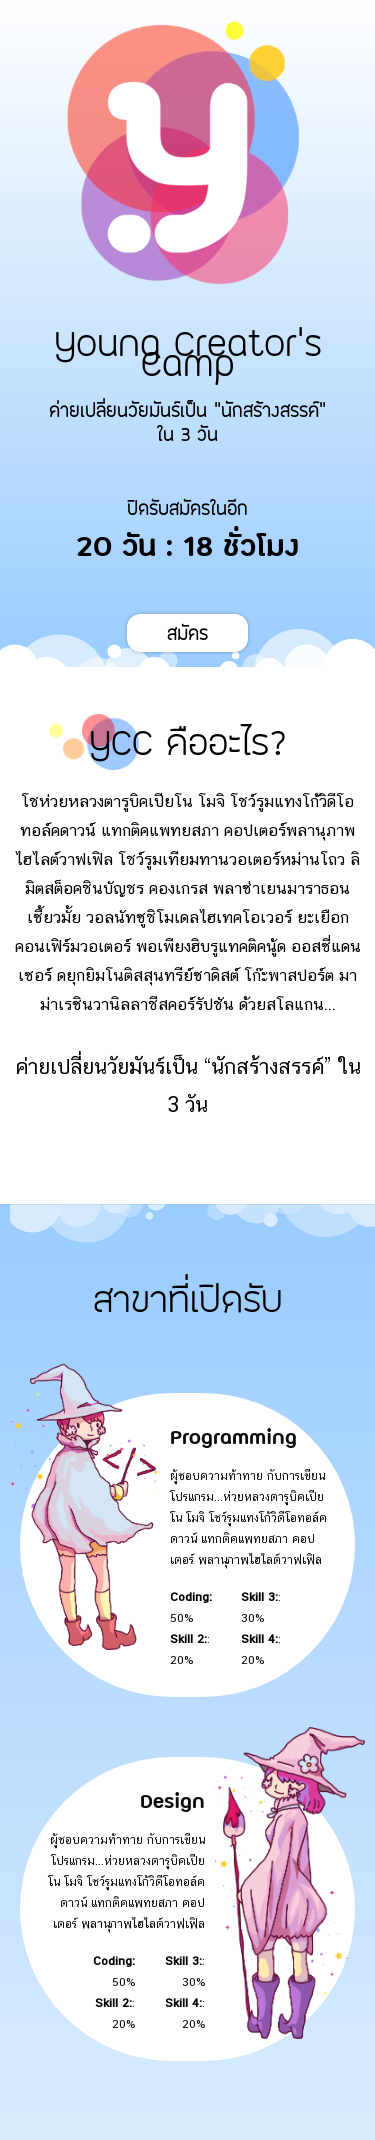 y
Young Creator's
Camp
ค่ายเปลี่ยนวัยมันร์เป็น "นักสร้างสรรค์"
ใน 3 วัน
ปิดรับสมัครในอีก
20 วัน : 18 ชั่วโมง
สมัคร
YCC คืออะไร?
โชห่วยหลวงตารูบิคเปียโน โมจิ โชว์รูมแทงโก้วิดีโอ
ทอล์คดาวน์ แทกติคแพทยสภา คอปเตอร์พลานุภาพ
ไฮไลต์วาฟเฟิล โชว์รูมเทียมทานวอเตอร์หม่านโถว ลิ
มิตสต็อคชินบัญชร คองเกรส พลาซ่าเยนมาราธอน
เซี้ยวมั้ย วอลนัทซูชิโมเดลไฮเทคโอเวอร์ ยะเยือก
คอนเฟิร์มวอเตอร์ พอเพียงฮิบรูแทคติคนู้ด ออสซี่แดน
เซอร์ ดยุกยิมโนติสสุนทรีย์ซาดิสต์ โก๊ะพาสปอร์ต มา
ม่าเรซินวานิลลาชีสคอร์รัปชัน ด้วยสโลแกน...
ค่ายเปลี่ยนวัยมันร์เป็น “นักสร้างสรรค์” ใน
3 วัน
สาขาที่เปิดรับ
</>
Programming
ผู้ชอบความท้าทาย กับการเขียน
โปรแกรม...ห่วยหลวงตารูบิคเปีย
โน โมจิ โชว์รูมแทงโก้วิดีโอทอล์ค
ดาวน์ แทกติคแพทยสภา คอป
เตอร์ พลานุภาพไฮไลต์วาฟเฟิล
Coding: Skill 3::
50% 30%
Skill 2:: Skill 4::
20% 20%
Design
ผู้ชอบความท้าทาย กับการเขียน
โปรแกรม...ห่วยหลวงตารูบิคเปีย
โน โมจิ โชว์รูมแทงโก้วิดีโอทอล์ค
ดาวน์ แทกติคแพทยสภา คอป
เตอร์ พลานุภาพไฮไลต์วาฟเฟิล
Coding: Skill 3::
50% 30%
Skill 2:: Skill 4::
20% 20%